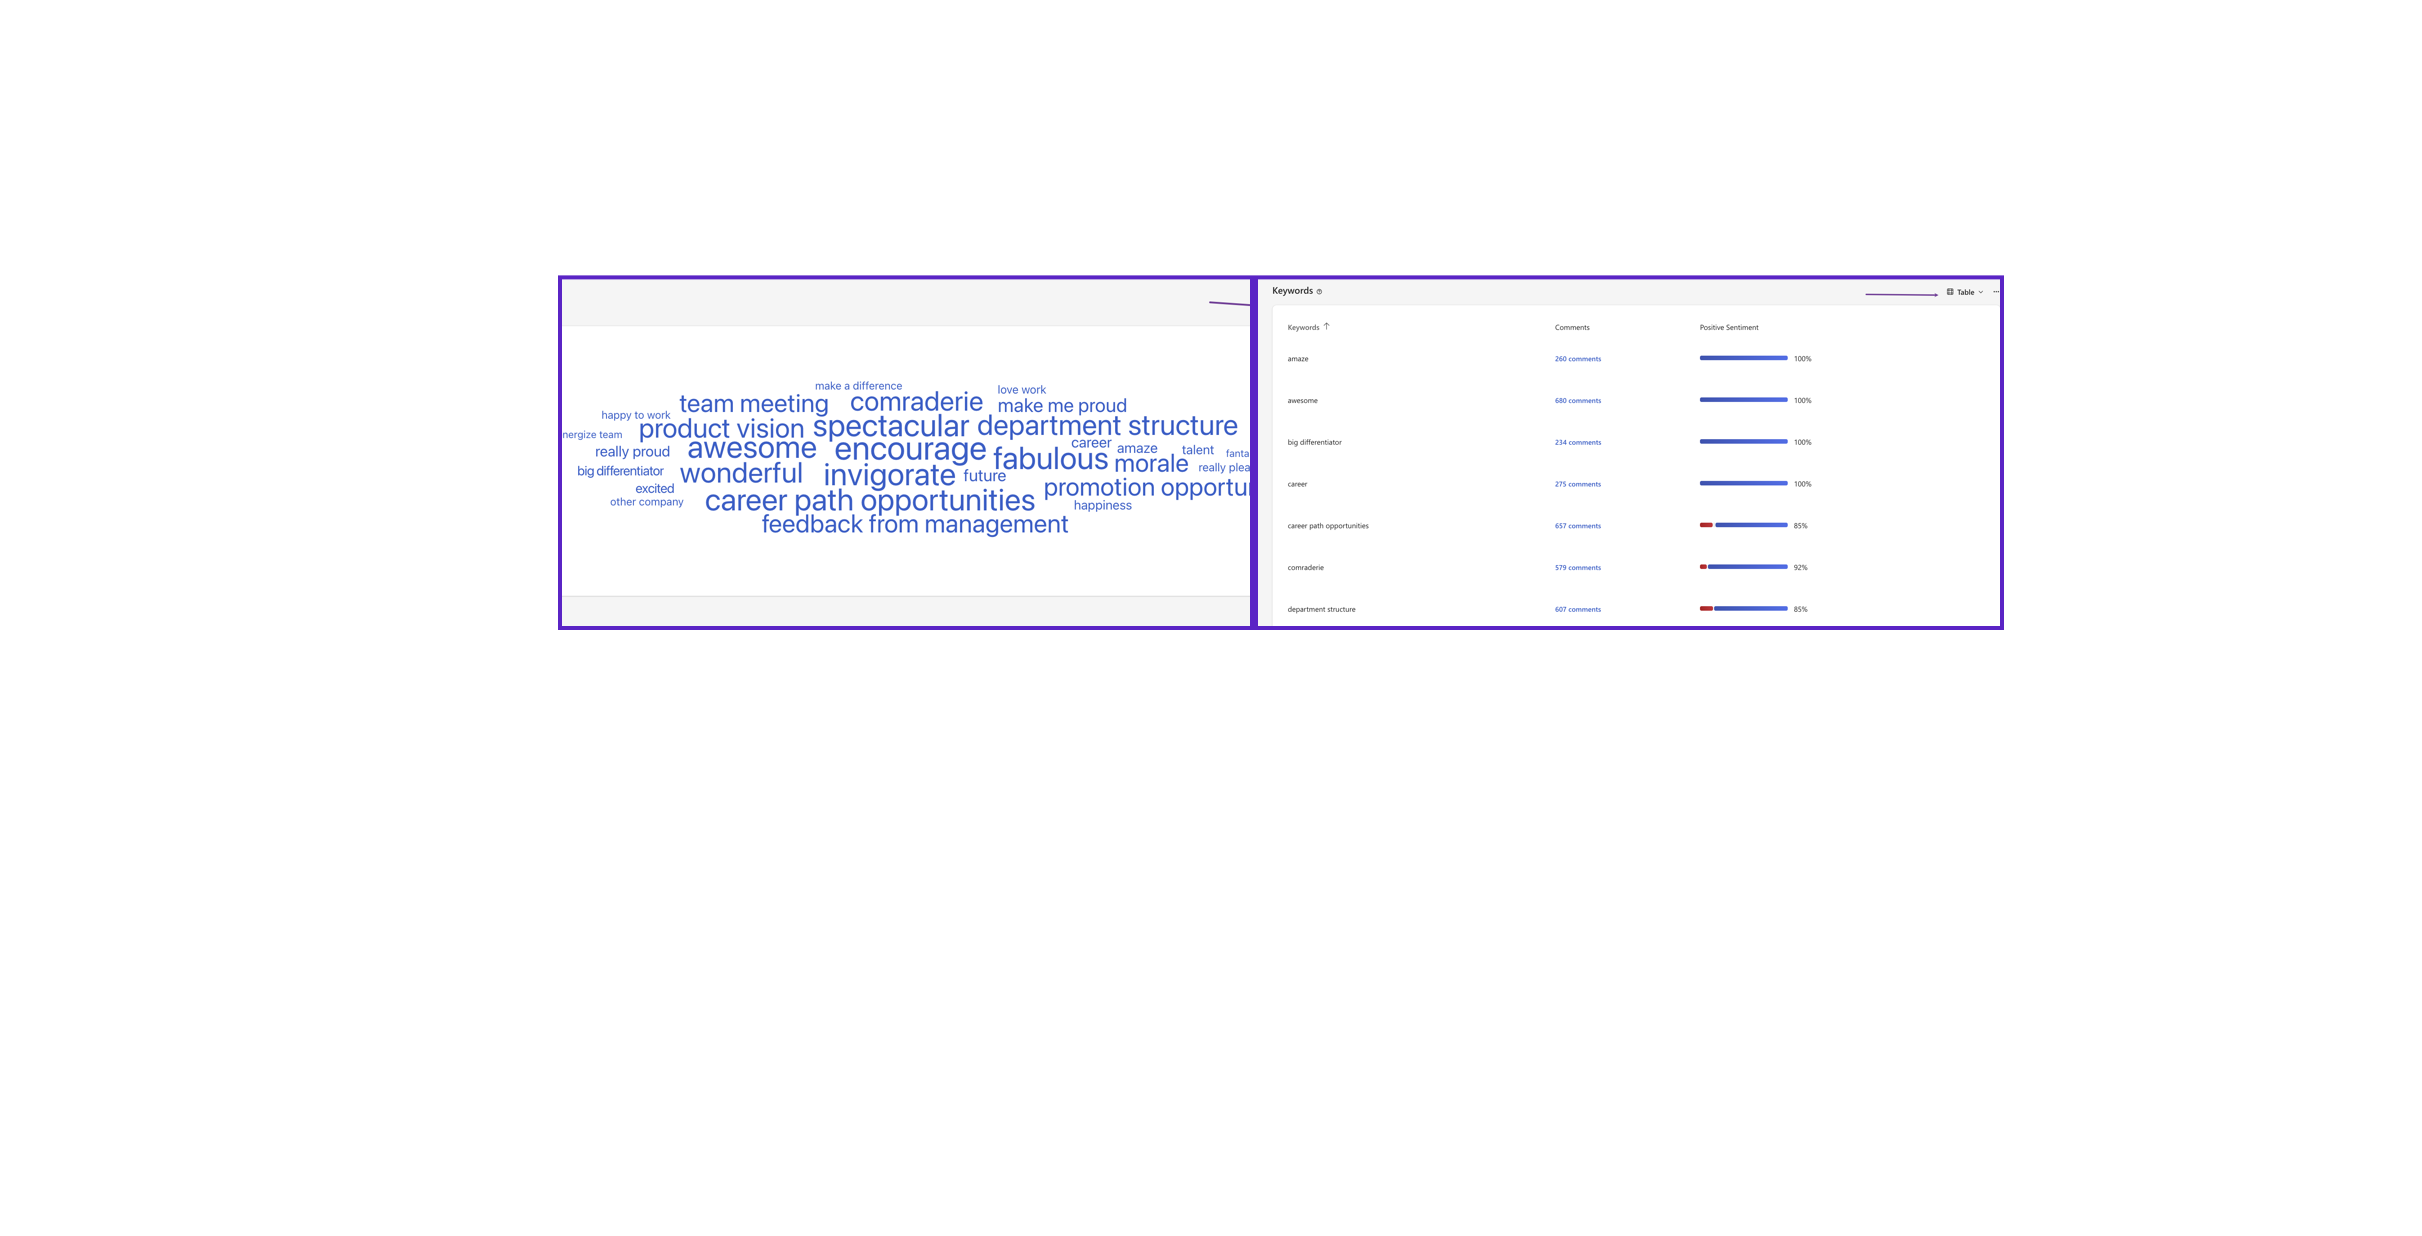 make a difference
love work
team meeting comraderie make me proud
happy to work
product vision spectacular department structure
nergize team
career
awesome encourage
really proud
amaze
talent
fanta
fabulous morale
really plea
big differentiator
wonderful invigorate future
excited
promotion opportu
other company
career path opportunities
happiness
feedback from management
Keywords
Table
Keywords Comments Positive Sentiment
amaze 260 comments 100%
awesome 680 comments 100%
big differentiator 234 comments 100%
career 275 comments 100%
career path opportunities 657 comments 85%
comraderie 579 comments 92%
department structure 607 comments 85%